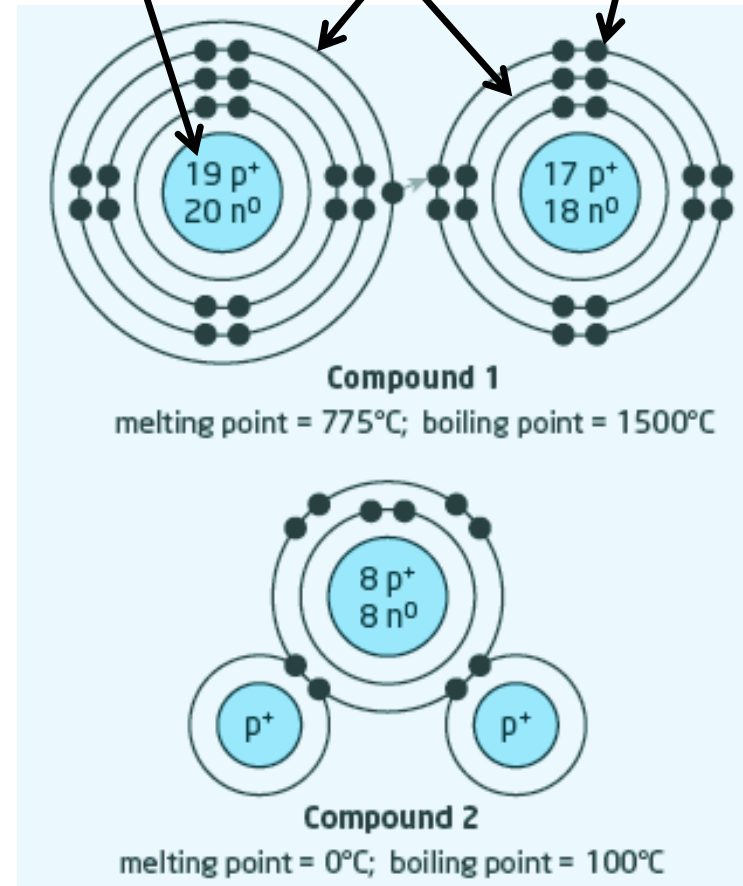 19 p⁺
20 n⁰
17 p⁺
18 n⁰
Compound 1
melting point = 775°C; boiling point = 1500°C
8 p⁺
8 n⁰
p⁺
p⁺
Compound 2
melting point = 0°C; boiling point = 100°C